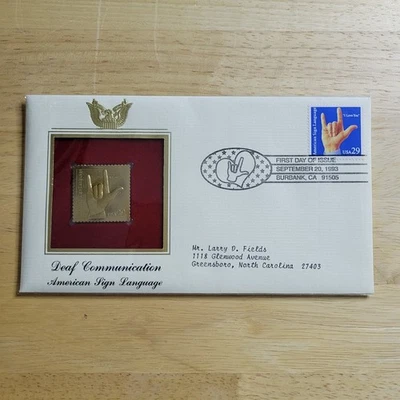 American Sign Language
"I Love You"
USA 29
FIRST DAY OF ISSUE
SEPTEMBER 20, 1993
BURBANK, CA 91505
Mr. Larry D. Fields
1118 Glenwood Avenue
Greensboro, North Carolina 27403
Deaf Communication
American Sign Language